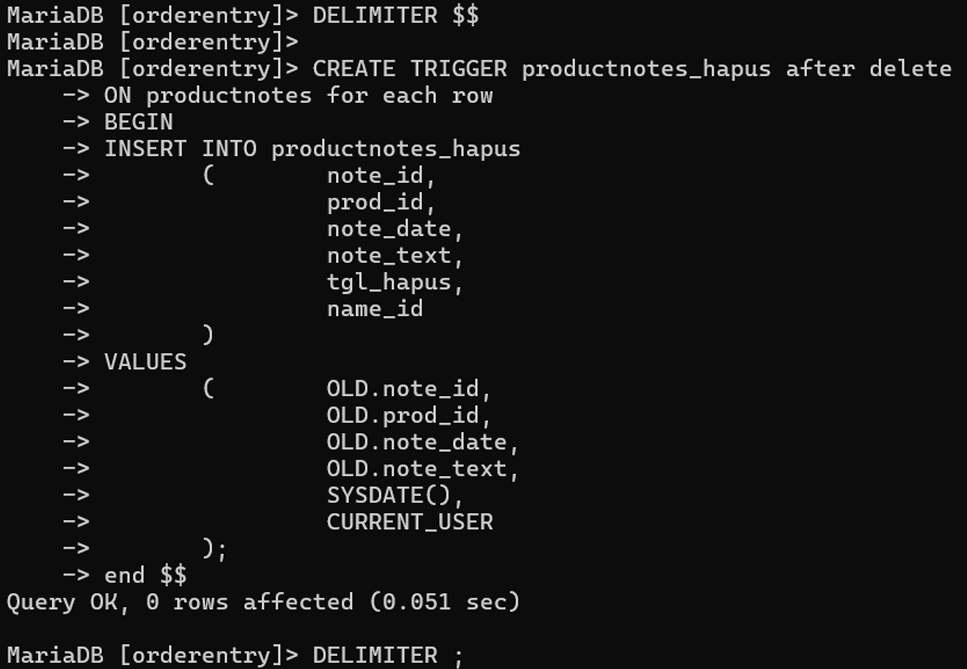 MariaDB [orderentry]> DELIMITER $$
MariaDB [orderentry]>
MariaDB [orderentry]> CREATE TRIGGER productnotes_hapus after delete
    -> ON productnotes for each row
    -> BEGIN
    -> INSERT INTO productnotes_hapus
    ->        (        note_id,
    ->                 prod_id,
    ->                 note_date,
    ->                 note_text,
    ->                 tgl_hapus,
    ->                 name_id
    ->        )
    -> VALUES
    ->        (        OLD.note_id,
    ->                 OLD.prod_id,
    ->                 OLD.note_date,
    ->                 OLD.note_text,
    ->                 SYSDATE(),
    ->                 CURRENT_USER
    ->        );
    -> end $$
Query OK, 0 rows affected (0.051 sec)

MariaDB [orderentry]> DELIMITER ;